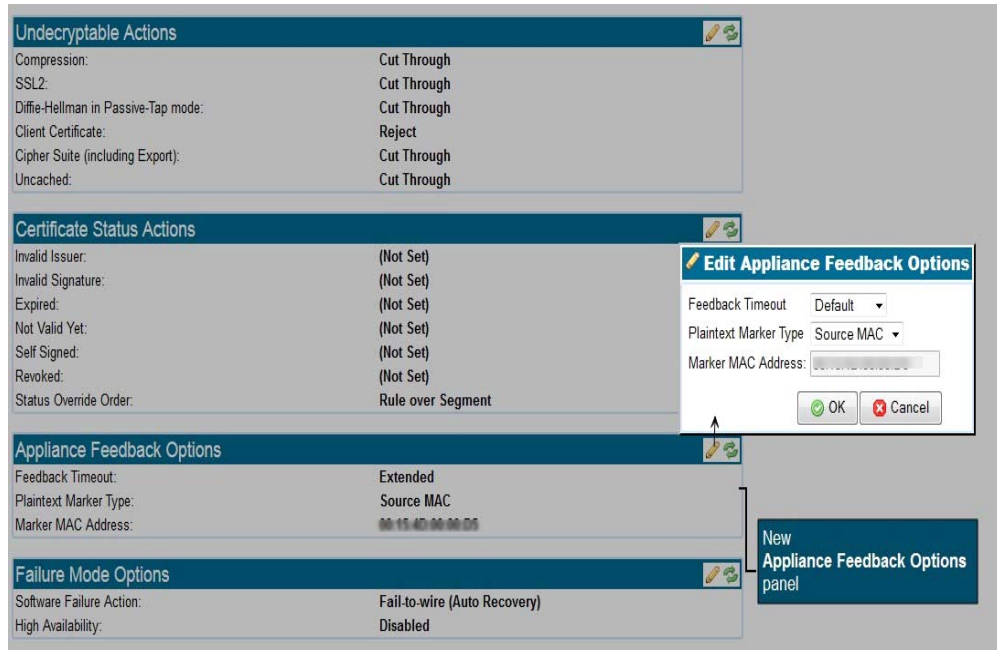 Undecryptable Actions
Compression: Cut Through
SSL2: Cut Through
Diffie-Hellman in Passive-Tap mode: Cut Through
Client Certificate: Reject
Cipher Suite (including Export): Cut Through
Uncached: Cut Through
Certificate Status Actions
Invalid Issuer: (Not Set)
Invalid Signature: (Not Set)
Expired: (Not Set)
Not Valid Yet: (Not Set)
Self Signed: (Not Set)
Revoked: (Not Set)
Status Override Order: Rule over Segment
Edit Appliance Feedback Options
Feedback Timeout Default
Plaintext Marker Type Source MAC
Marker MAC Address:
OK Cancel
Appliance Feedback Options
Feedback Timeout: Extended
Plaintext Marker Type: Source MAC
Marker MAC Address:
New
Appliance Feedback Options
panel
Failure Mode Options
Software Failure Action: Fail-to-wire (Auto Recovery)
High Availability: Disabled